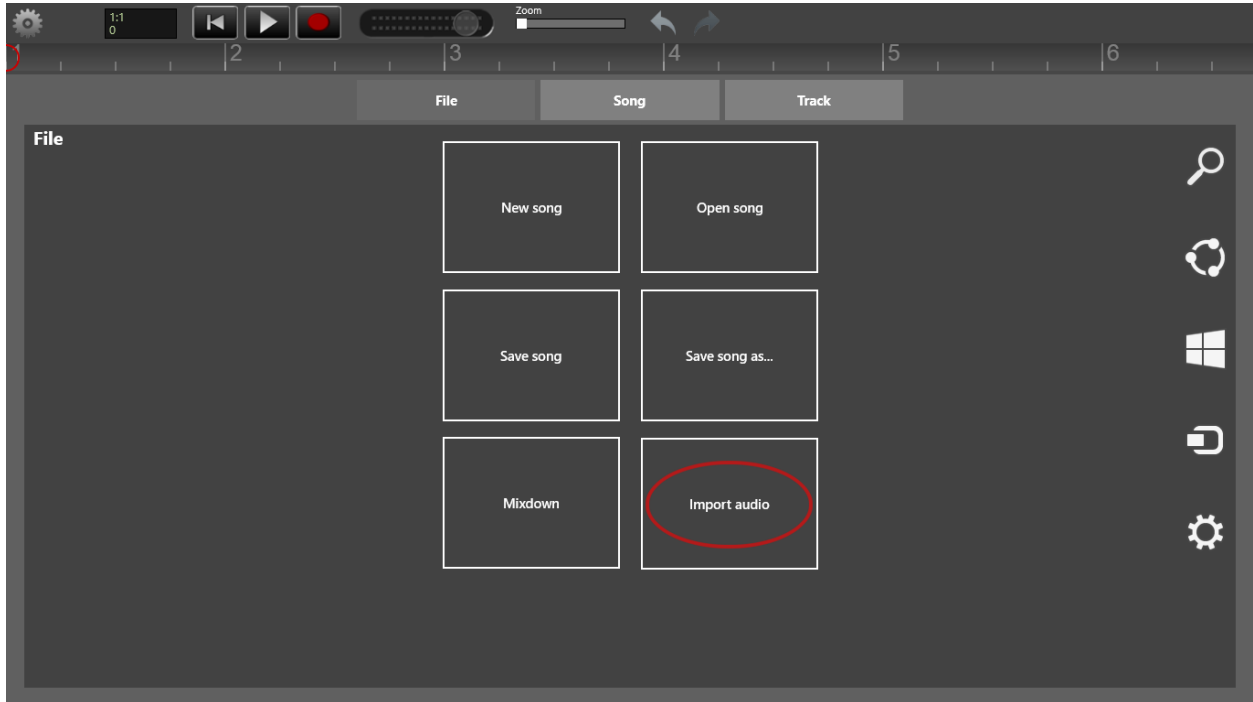 Zoom
1:1
0
1 2 3 4 5 6
File Song Track
File
New song Open song
Save song Save song as...
Mixdown Import audio